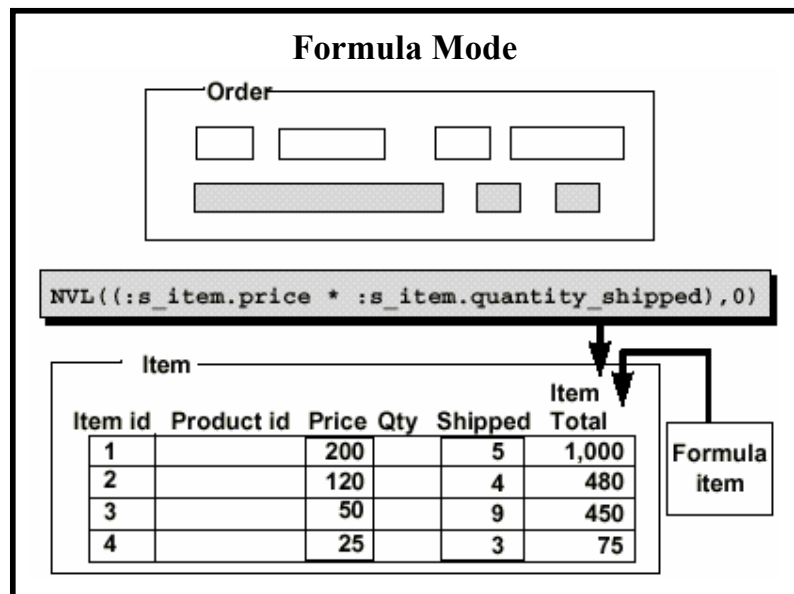 Formula Mode
Order
NVL((:s_item.price * :s_item.quantity_shipped),0)
Item
Item id Product id Price Qty Shipped Item Total
1 200 5 1,000
2 120 4 480
3 50 9 450
4 25 3 75
Formula
item